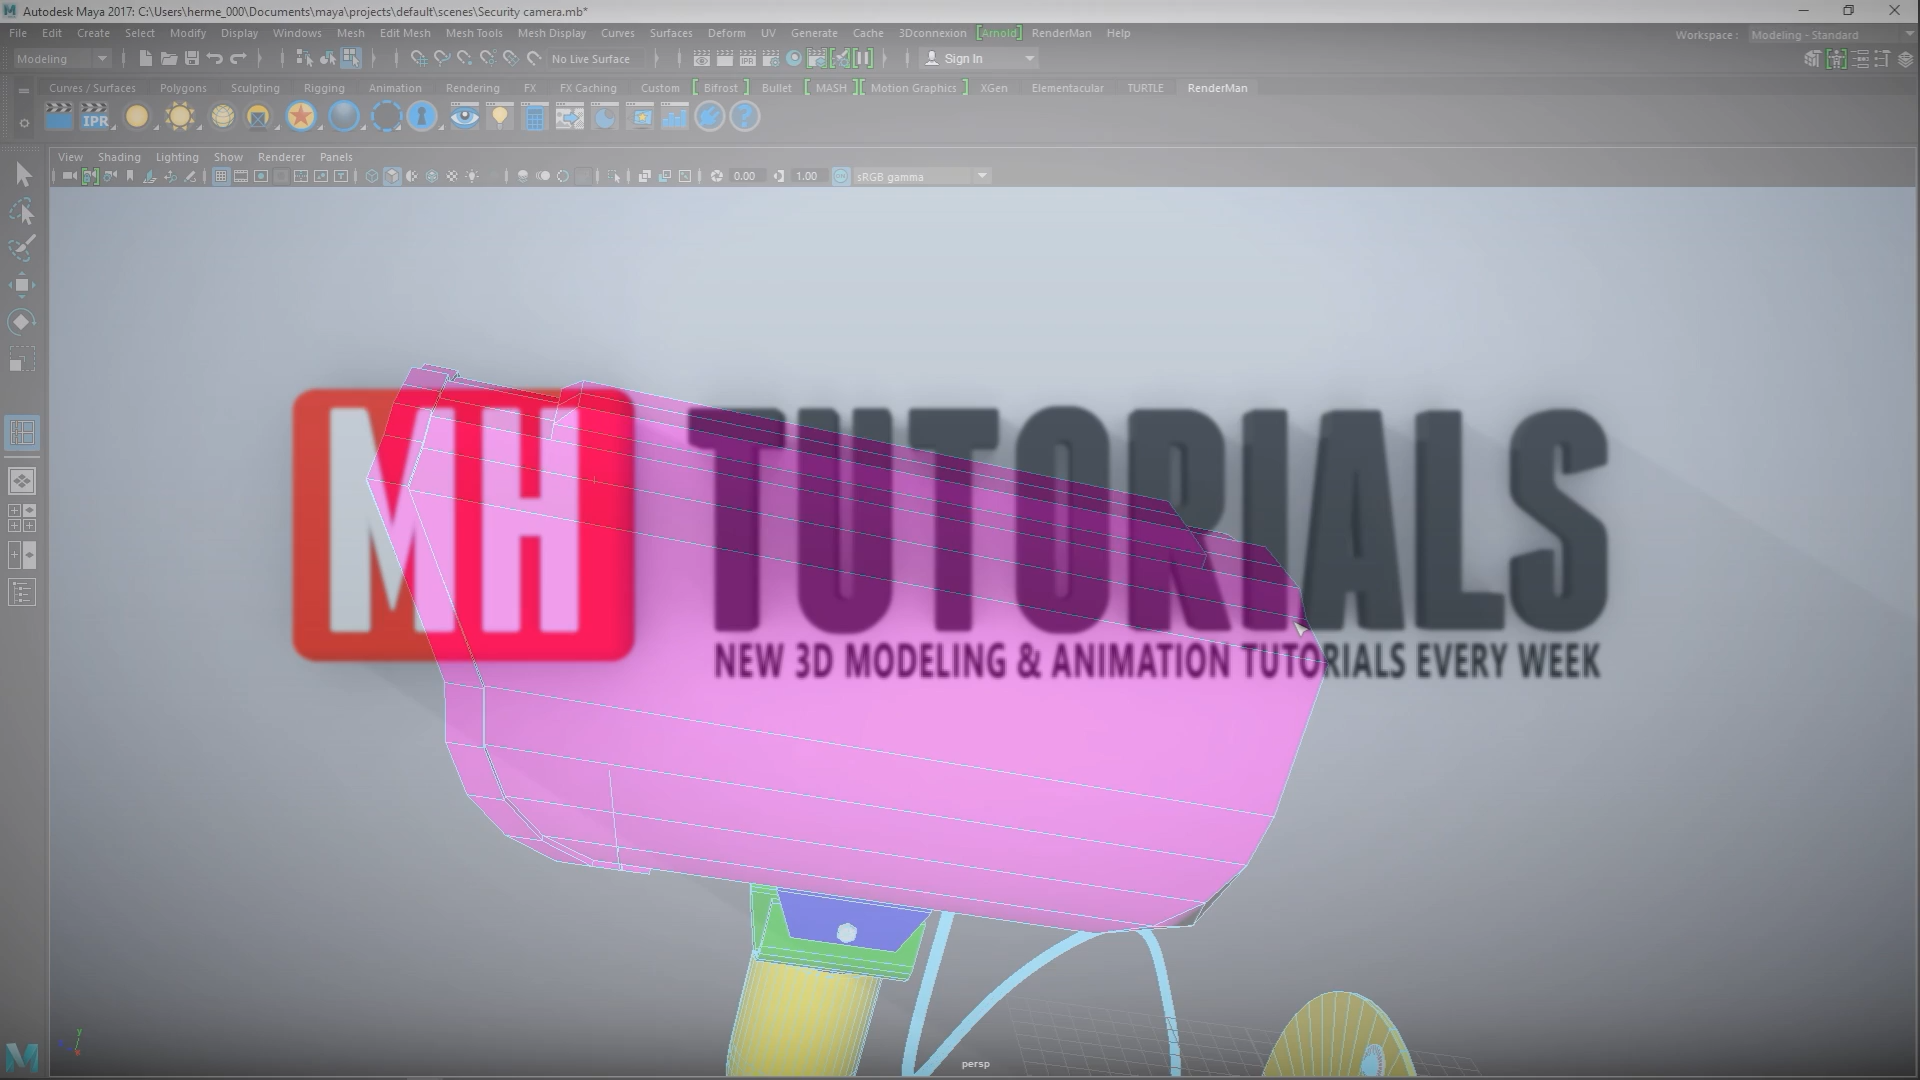 Autodesk Maya 2017: C:\Users\herme_000\Documents\maya\projects\default\scenes\Security camera.mb*
File Edit Create Select Modify Display Windows Mesh Edit Mesh Mesh Tools Mesh Display Curves Surfaces Deform UV Generate Cache 3Dconnexion [Arnold] RenderMan Help
Workspace : Modeling - Standard
Modeling No Live Surface IPR Sign In
Curves / Surfaces Polygons Sculpting Rigging Animation Rendering FX FX Caching Custom [ Bifrost ] Bullet [ MASH ] [ Motion Graphics ] XGen Elementacular TURTLE RenderMan
IPR ?
View Shading Lighting Show Renderer Panels
0.00 1.00 sRGB gamma
MH TUTORIALS
NEW 3D MODELING & ANIMATION TUTORIALS EVERY WEEK
y
persp
M